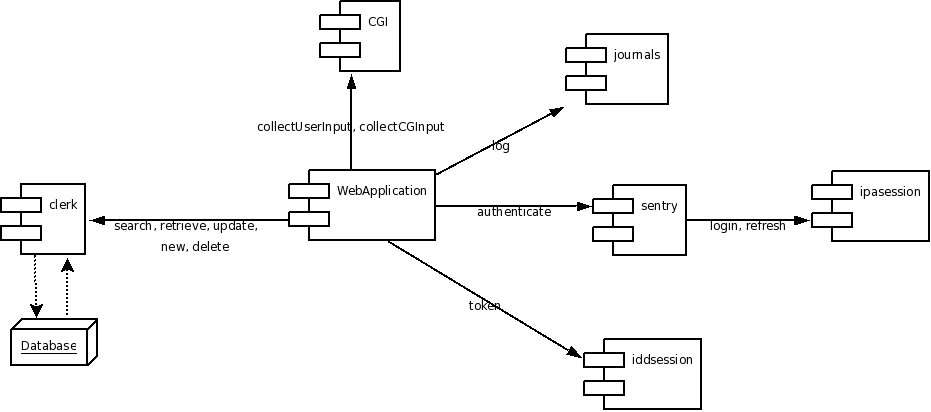 CGI
journals
collectUserInput, collectCGInput
log
WebApplication
ipasession
clerk
sentry
authenticate
search, retrieve, update,
new, delete
login, refresh
token
Database
iddsession